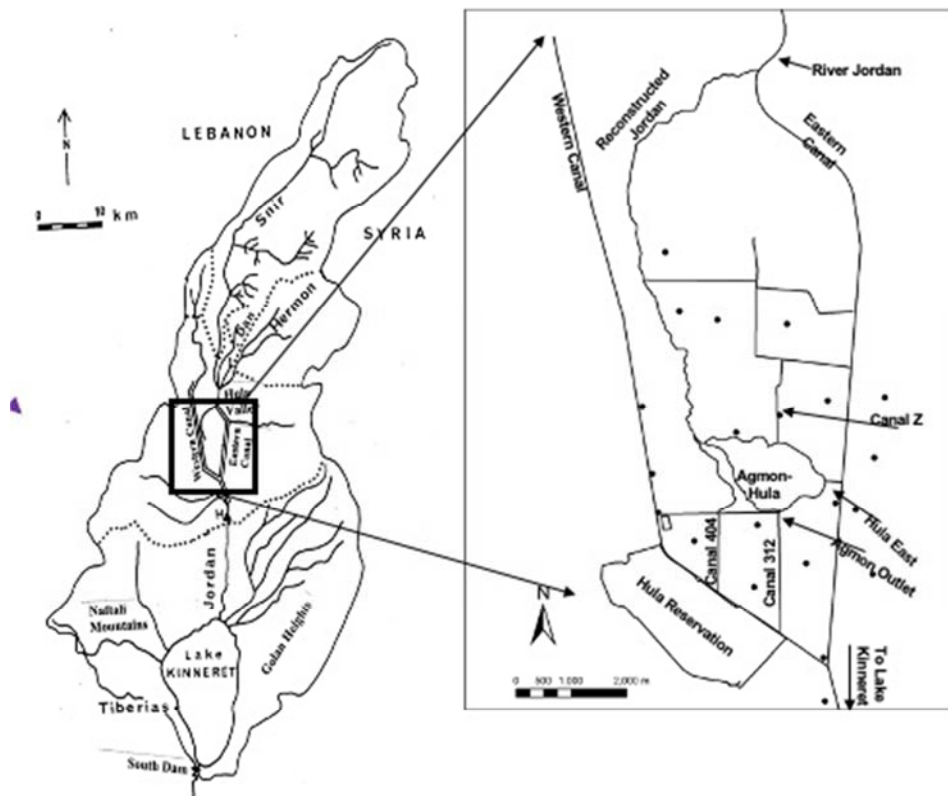 LEBANON
N
0 10 km
Snir
SYRIA
Dan
Hermon
Hula
Valley
Western Canal
Eastern
Canal
H
Jordan
Naftali
Mountains
Golan Heights
Lake
KINNERET
Tiberias
South Dam
River Jordan
Reconstructed
Jordan
Western Canal
Eastern
Canal
Canal Z
Agmon-
Hula
Hula East
Agmon Outlet
Canal 404
Canal 312
Hula Reservation
N
0 500 1.000 2,000 m
To Lake
Kinneret